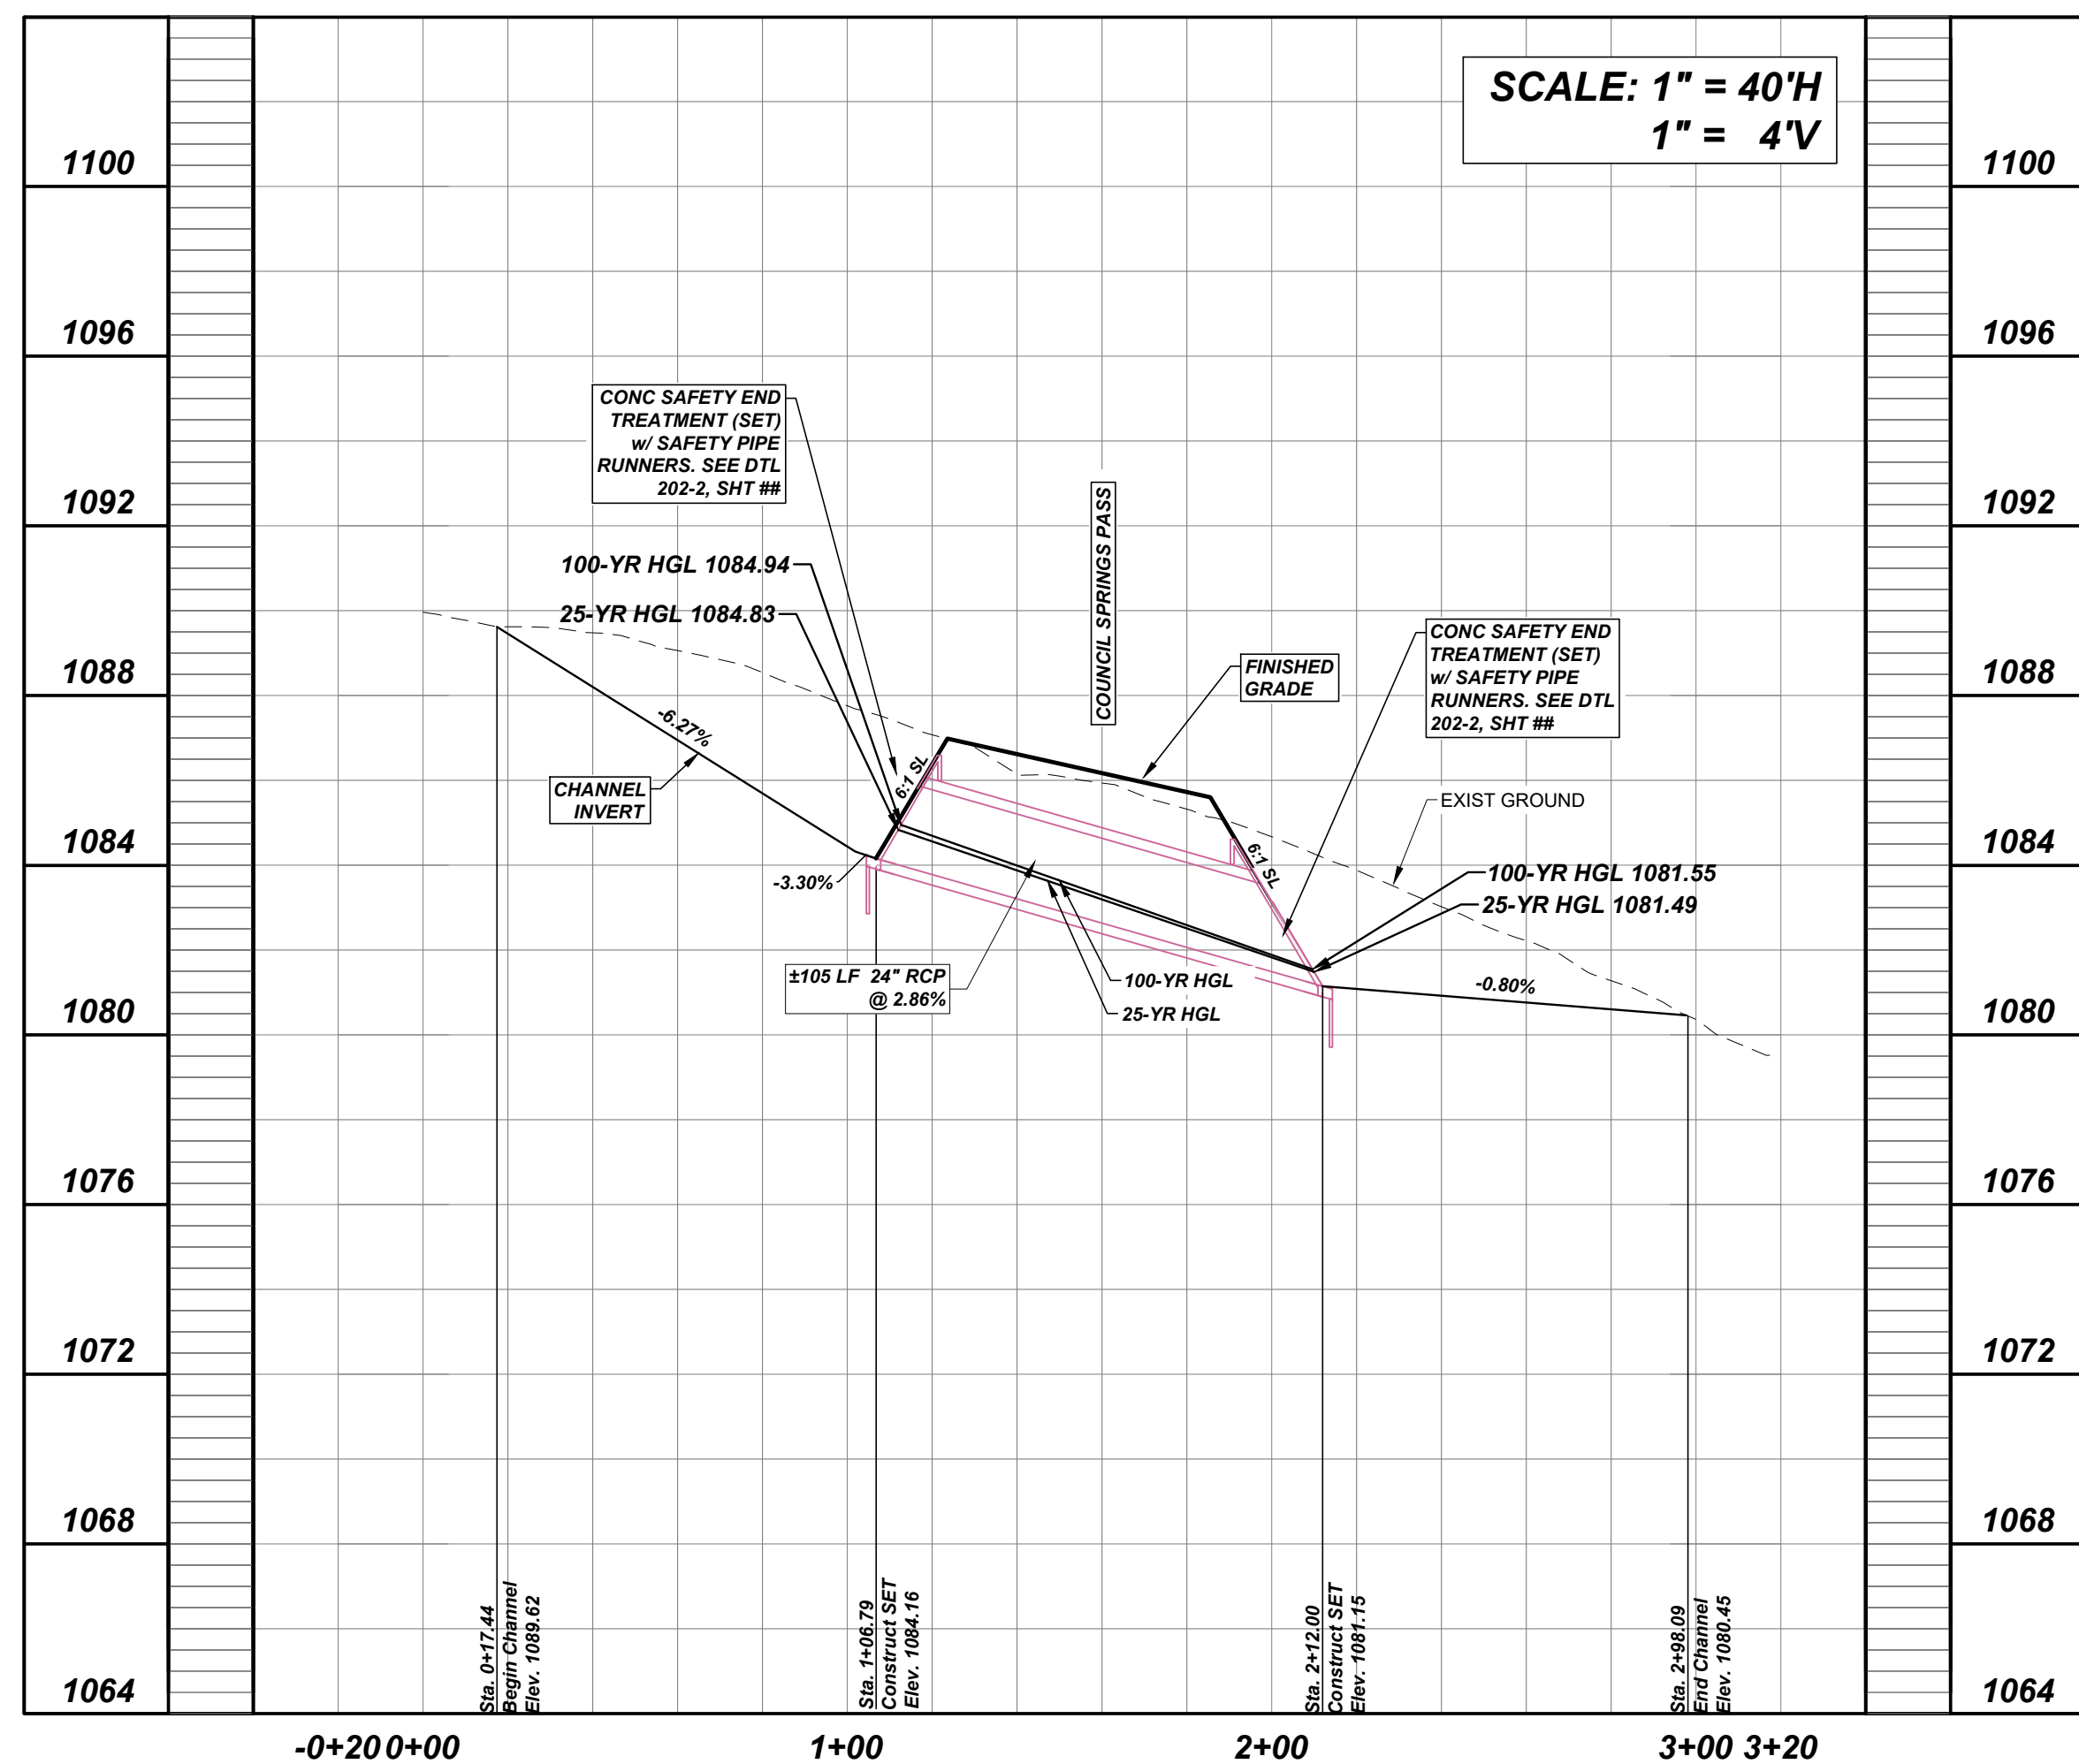 SCALE: 1" = 40'H
1" = 4'V
1100
1100
1096
1096
1092
1092
1088
1088
1084
1084
1080
1080
1076
1076
1072
1072
1068
1068
1064
1064
CONC SAFETY END
TREATMENT (SET)
w/ SAFETY PIPE
RUNNERS. SEE DTL
202-2, SHT ##
100-YR HGL 1084.94
25-YR HGL 1084.83
COUNCIL SPRINGS PASS
FINISHED
GRADE
CONC SAFETY END
TREATMENT (SET)
w/ SAFETY PIPE
RUNNERS. SEE DTL
202-2, SHT ##
-6.27%
CHANNEL
INVERT
6:1 SL
EXIST GROUND
6:1 SL
-3.30%
100-YR HGL 1081.55
25-YR HGL 1081.49
±105 LF 24" RCP
@ 2.86%
100-YR HGL
25-YR HGL
-0.80%
Sta. 0+17.44
Begin Channel
Elev. 1089.62
Sta. 1+06.79
Construct SET
Elev. 1084.16
Sta. 2+12.00
Construct SET
Elev. 1081.15
Sta. 2+98.09
End Channel
Elev. 1080.45
-0+20 0+00 1+00 2+00 3+00 3+20